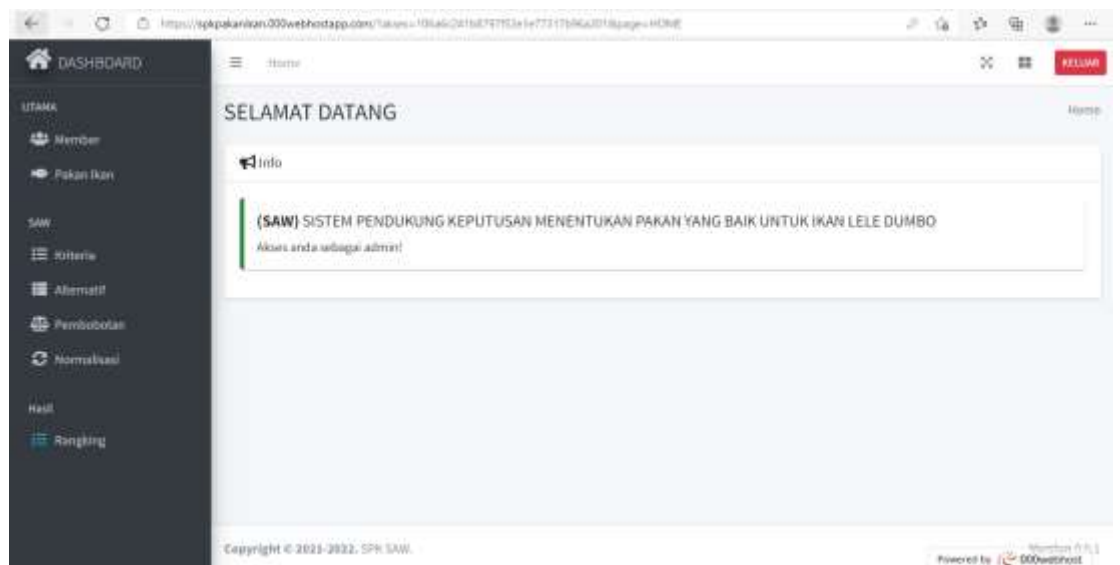 DASHBOARD
Home
KELUAR
UTAMA
Member
Pakan Ikan
SAW
Kriteria
Alternatif
Pembobotan
Normalisasi
Hasil
Rangking
SELAMAT DATANG
Home
Info
(SAW) SISTEM PENDUKUNG KEPUTUSAN MENENTUKAN PAKAN YANG BAIK UNTUK IKAN LELE DUMBO
Akses anda sebagai admin!
Copyright © 2021-2022. SPK SAW.
Powered by 000webhost